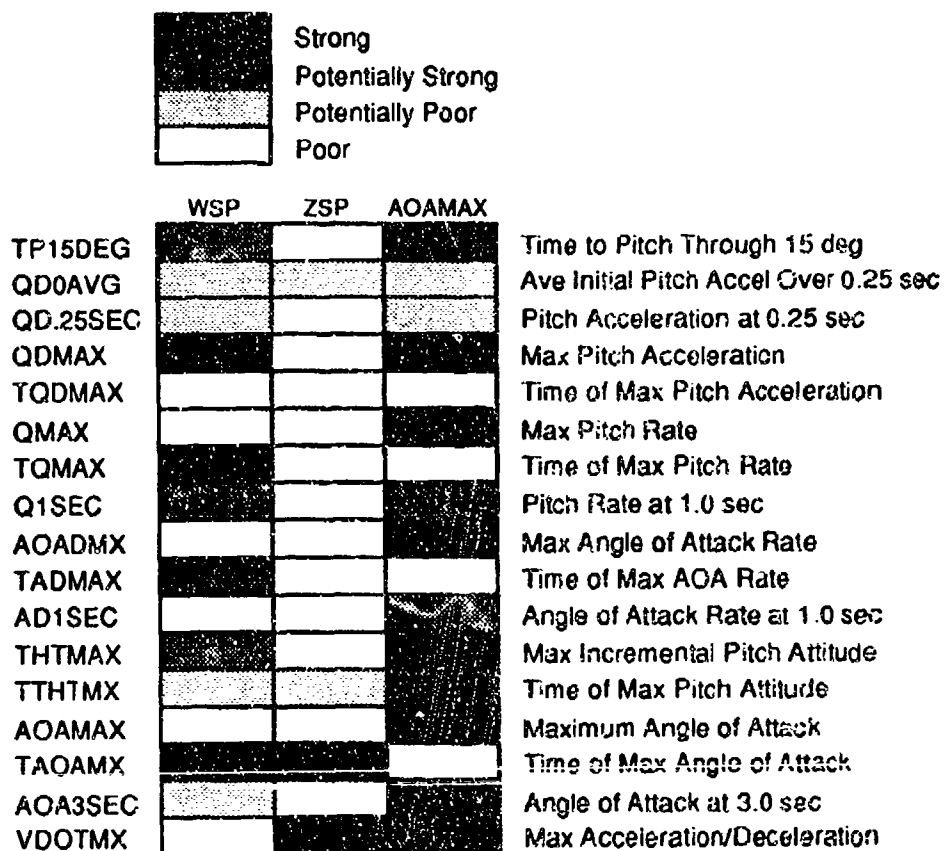 Strong
Potentially Strong
Potentially Poor
Poor
WSP ZSP AOAMAX
TP15DEG Time to Pitch Through 15 deg
QD0AVG Ave Initial Pitch Accel Over 0.25 sec
QD.25SEC Pitch Acceleration at 0.25 sec
QDMAX Max Pitch Acceleration
TQDMAX Time of Max Pitch Acceleration
QMAX Max Pitch Rate
TQMAX Time of Max Pitch Rate
Q1SEC Pitch Rate at 1.0 sec
AOADMX Max Angle of Attack Rate
TADMAX Time of Max AOA Rate
AD1SEC Angle of Attack Rate at 1.0 sec
THTMAX Max Incremental Pitch Attitude
TTHTMX Time of Max Pitch Attitude
AOAMAX Maximum Angle of Attack
TAOAMX Time of Max Angle of Attack
AOA3SEC Angle of Attack at 3.0 sec
VDOTMX Max Acceleration/Deceleration